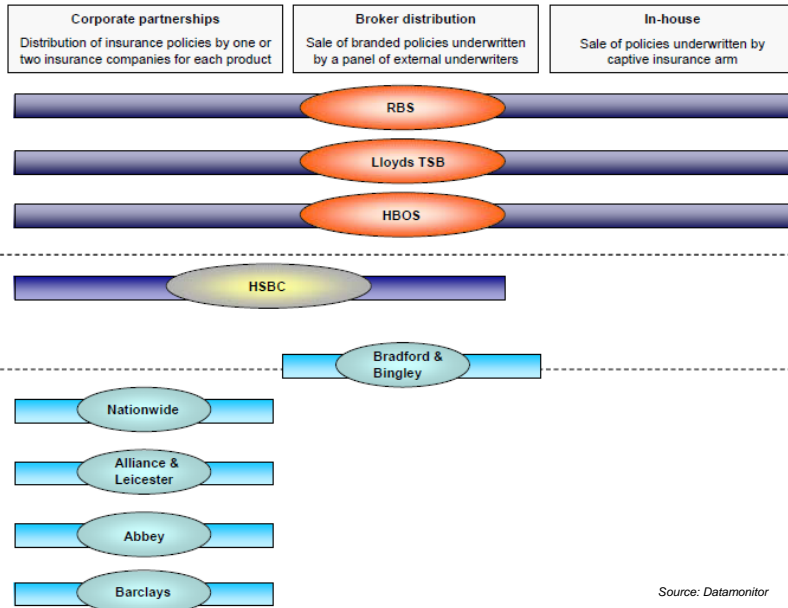 Corporate partnerships
Distribution of insurance policies by one or
two insurance companies for each product
Broker distribution
Sale of branded policies underwritten
by a panel of external underwriters
In-house
Sale of policies underwritten by
captive insurance arm
RBS
Lloyds TSB
HBOS
HSBC
Bradford &
Bingley
Nationwide
Alliance &
Leicester
Abbey
Barclays
Source: Datamonitor